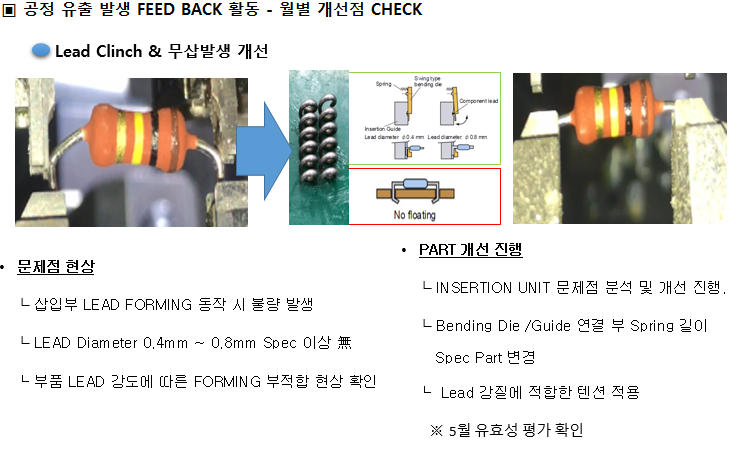 ▣ 공정 유출 발생 FEED BACK 활동 - 월별 개선점 CHECK
Lead Clinch & 무삽발생 개선
Spring
Swing type
bending die
Component lead
Insertion Guide
Lead diameter ɗ 0.4 mm
Lead diameter ɗ 0.8 mm
No floating
• 문제점 현상
└ 삽입부 LEAD FORMING 동작 시 불량 발생
└ LEAD Diameter 0.4mm ~ 0.8mm Spec 이상 無
└ 부품 LEAD 강도에 따른 FORMING 부적합 현상 확인
• PART 개선 진행
└ INSERTION UNIT 문제점 분석 및 개선 진행.
└ Bending Die /Guide 연결 부 Spring 길이
Spec Part 변경
└ Lead 강질에 적합한 텐션 적용
※ 5월 유효성 평가 확인